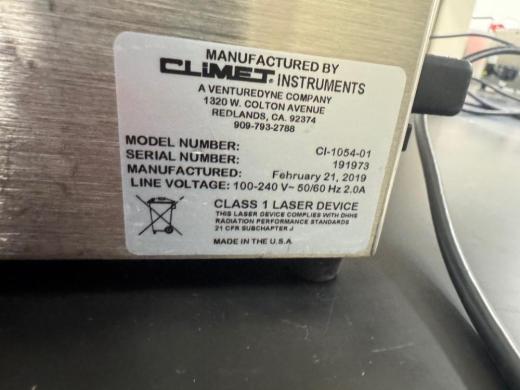 MANUFACTURED BY
CLiMET INSTRUMENTS
A VENTUREDYNE COMPANY
1320 W. COLTON AVENUE
REDLANDS, CA. 92374
909-793-2788
MODEL NUMBER: CI-1054-01
SERIAL NUMBER: 191973
MANUFACTURED: February 21, 2019
LINE VOLTAGE: 100-240 V~ 50/60 Hz 2.0A
CLASS 1 LASER DEVICE
THIS LASER DEVICE COMPLIES WITH DHHS
RADIATION PERFORMANCE STANDARDS
21 CFR SUBCHAPTER J
MADE IN THE U.S.A.